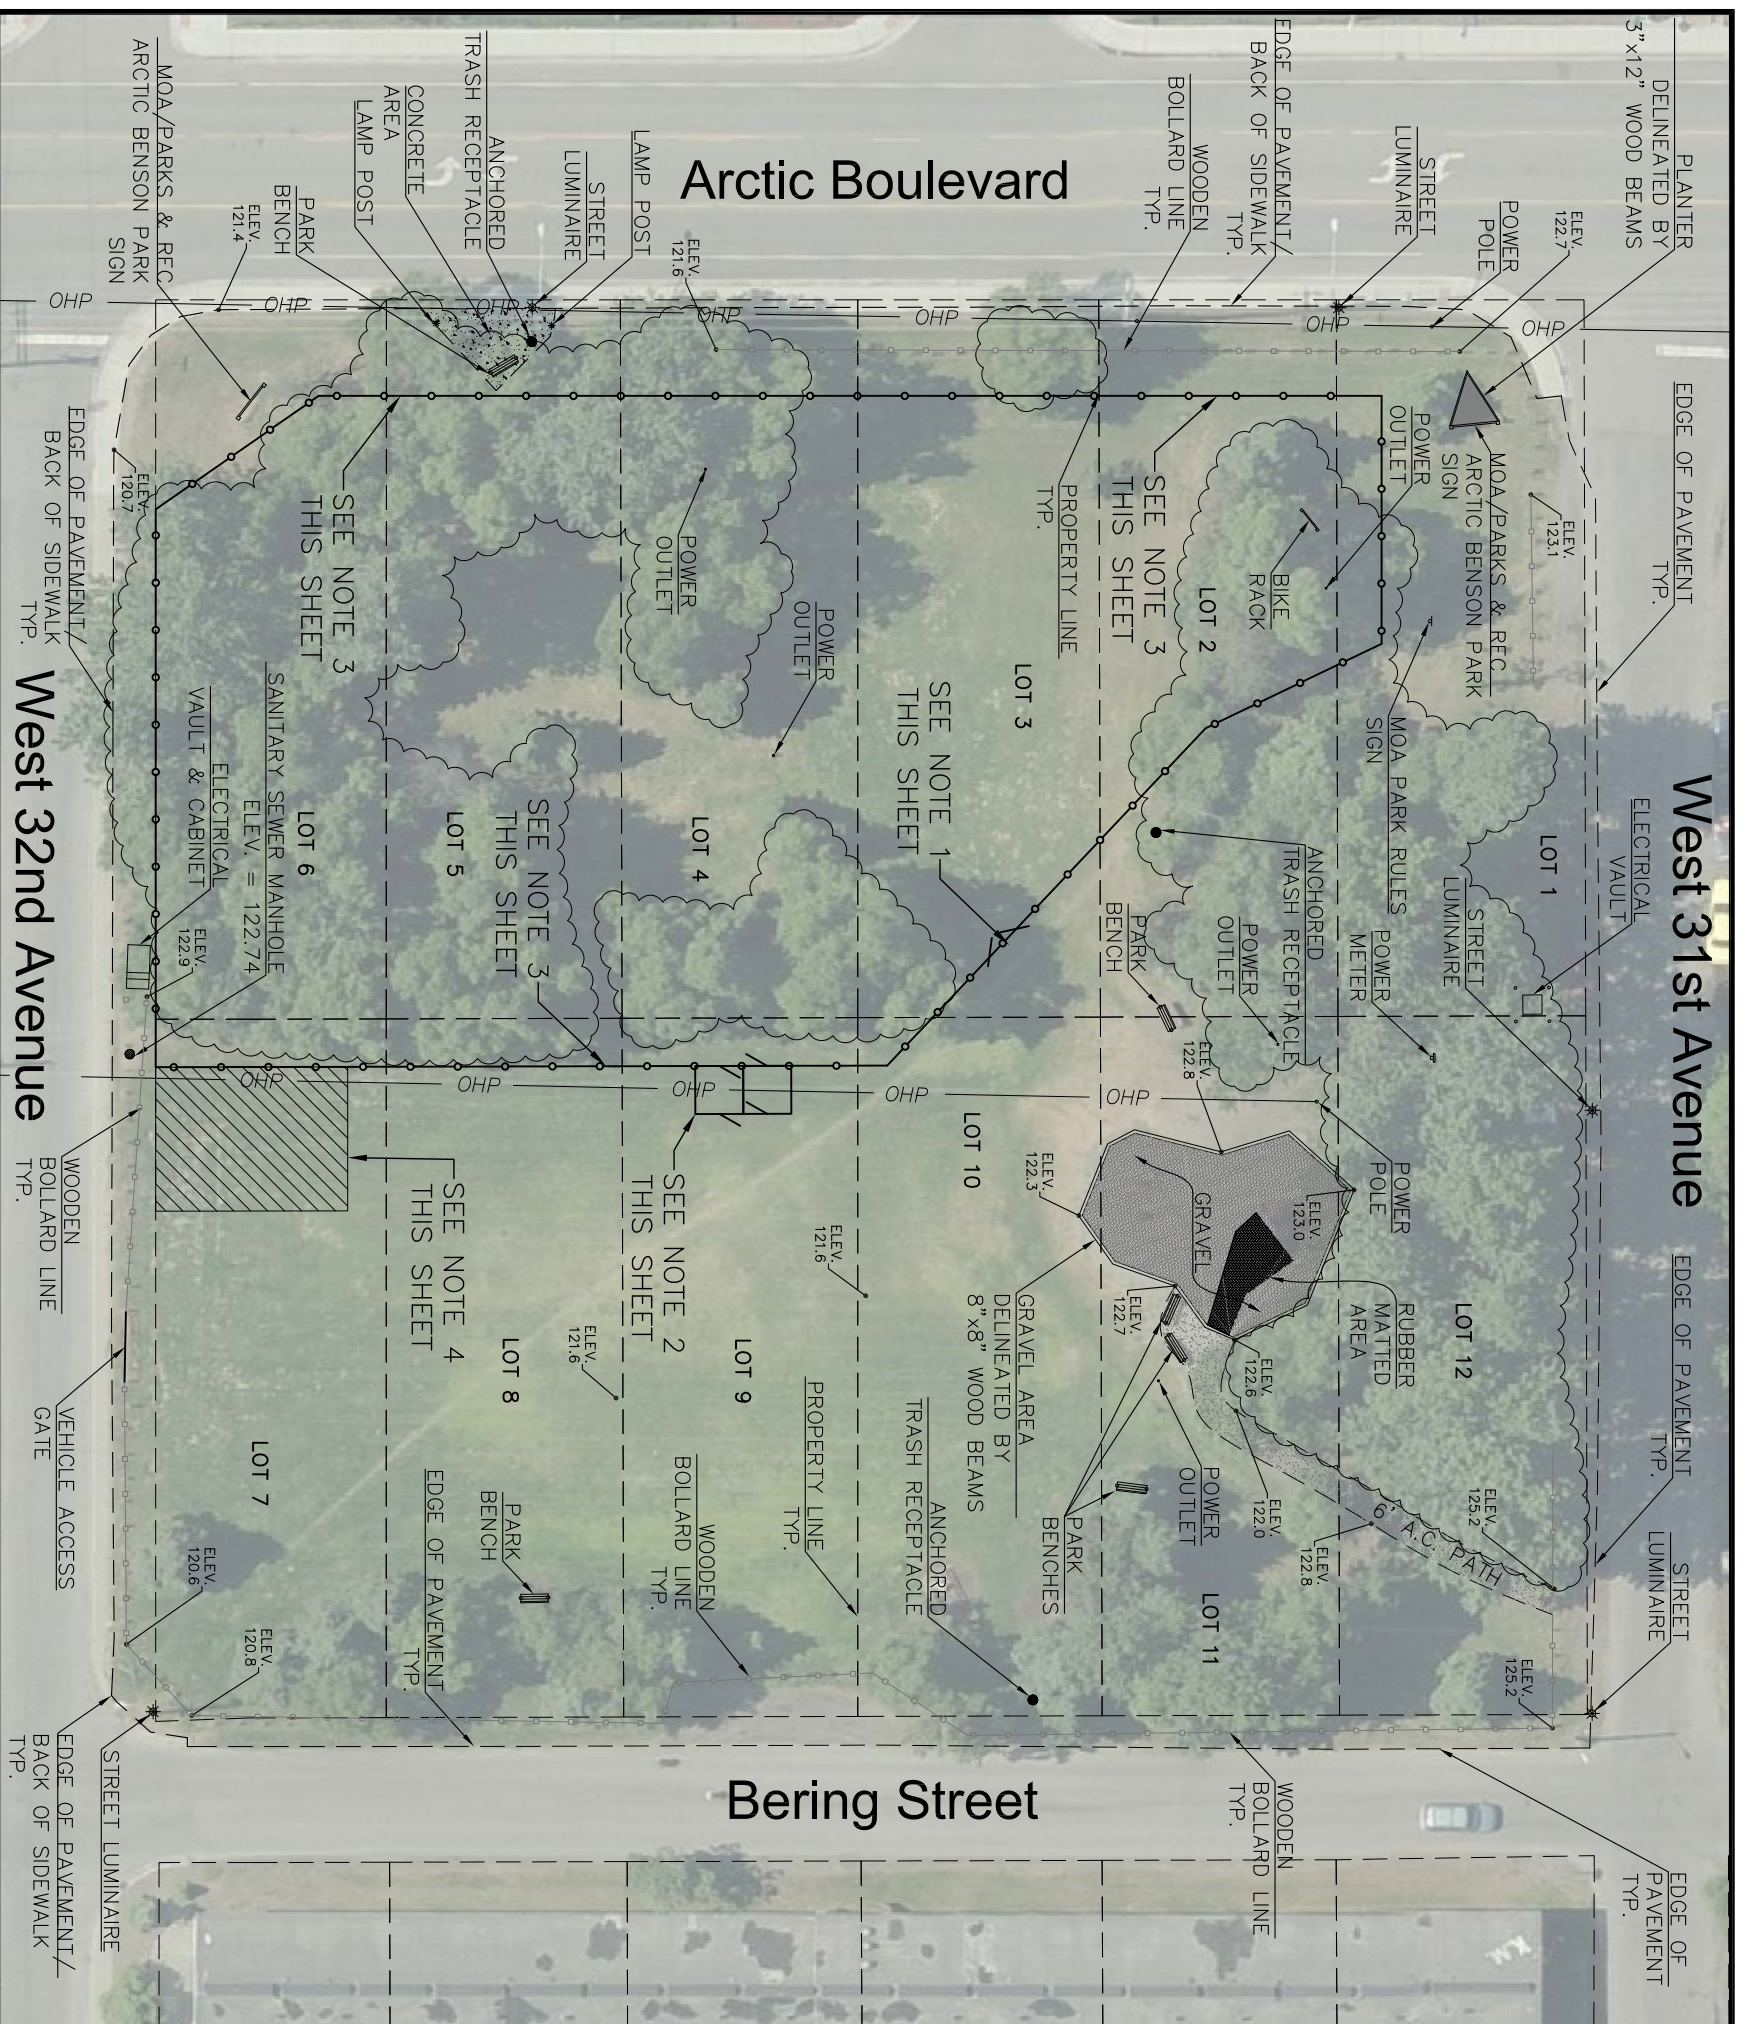 Arctic Boulevard
West 31st Avenue
West 32nd Avenue
Bering Street
PLANTER
DELINEATED BY
3"x12" WOOD BEAMS
ELEV.
122.7
POWER
POLE
STREET
LUMINAIRE
EDGE OF PAVEMENT/
BACK OF SIDEWALK
TYP.
WOODEN
BOLLARD LINE
TYP.
ELEV.
121.6
LAMP POST
STREET
LUMINAIRE
ANCHORED
TRASH RECEPTACLE
CONCRETE
AREA
LAMP POST
PARK
BENCH
ELEV.
121.4
MOA/PARKS & REC.
ARCTIC BENSON PARK
SIGN
OHP
OHP
OHP
OHP
OHP
OHP
OHP
EDGE OF PAVEMENT
TYP.
ELEV.
123.1
MOA/PARKS & REC.
ARCTIC BENSON PARK
SIGN
POWER
OUTLET
BIKE
RACK
SEE NOTE 3
THIS SHEET
PROPERTY LINE
TYP.
POWER
OUTLET
POWER
OUTLET
SEE NOTE 3
THIS SHEET
ELEV.
120.7
EDGE OF PAVEMENT/
BACK OF SIDEWALK
TYP.
LOT 1
LOT 2
LOT 3
LOT 4
LOT 5
LOT 6
MOA PARK RULES
SIGN
ELECTRICAL
VAULT
STREET
LUMINAIRE
POWER
METER
ANCHORED
TRASH RECEPTACLE
POWER
OUTLET
PARK
BENCH
SEE NOTE 1
THIS SHEET
SEE NOTE 3
THIS SHEET
SANITARY SEWER MANHOLE
ELEV. = 122.74
ELECTRICAL
VAULT & CABINET
ELEV.
122.9
OHP
OHP
OHP
OHP
OHP
ELEV.
122.8
POWER
POLE
ELEV.
123.0
GRAVEL
ELEV.
122.3
LOT 10
ELEV.
121.6
SEE NOTE 2
THIS SHEET
SEE NOTE 4
THIS SHEET
WOODEN
BOLLARD LINE
TYP.
EDGE OF PAVEMENT
TYP.
LOT 12
RUBBER
MATTED
AREA
ELEV.
122.7
ELEV.
122.6
GRAVEL AREA
DELINEATED BY
8"x8" WOOD BEAMS
LOT 9
ELEV.
121.6
LOT 8
LOT 7
VEHICLE ACCESS
GATE
PROPERTY LINE
TYP.
ANCHORED
TRASH RECEPTACLE
ELEV.
125.2
6' A.C. PATH
ELEV.
122.8
ELEV.
122.0
POWER
OUTLET
PARK
BENCHES
LOT 11
WOODEN
BOLLARD LINE
TYP.
PARK
BENCH
EDGE OF PAVEMENT
TYP.
ELEV.
120.6
ELEV.
120.8
STREET
LUMINAIRE
ELEV.
125.2
EDGE OF
PAVEMENT
TYP.
WOODEN
BOLLARD LINE
TYP.
STREET LUMINAIRE
EDGE OF PAVEMENT/
BACK OF SIDEWALK
TYP.